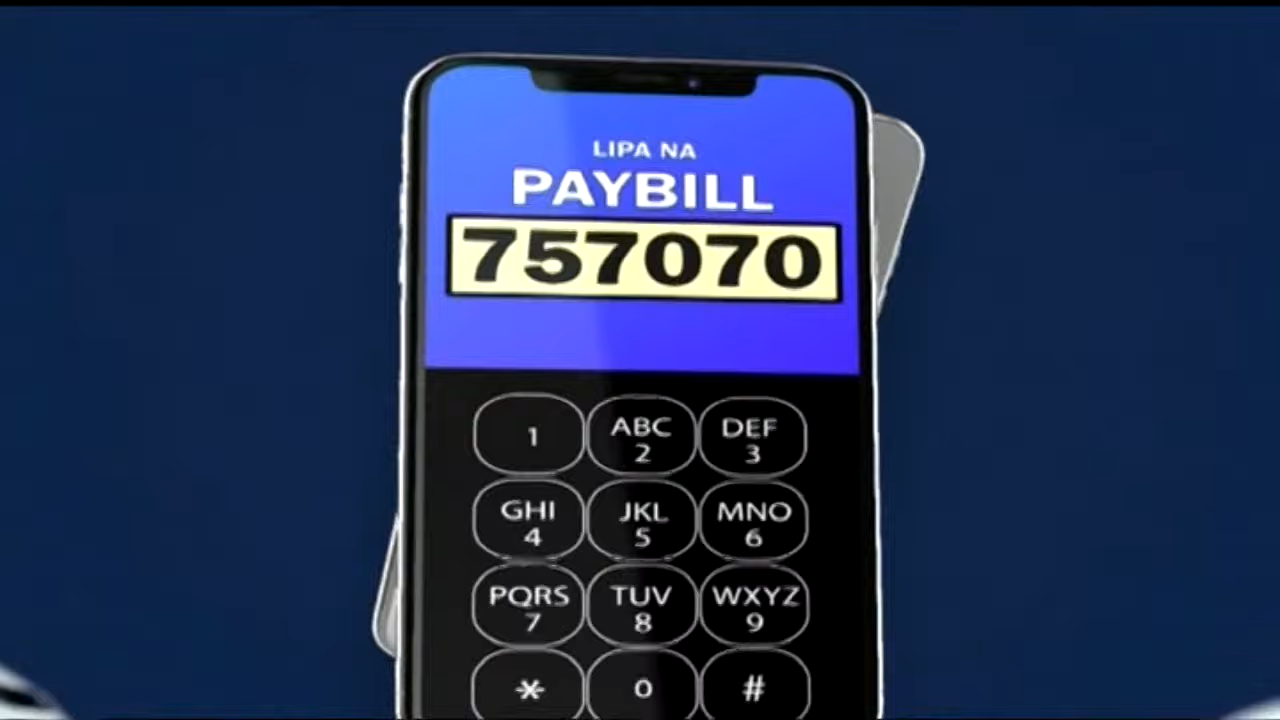 LIPA NA
PAYBILL
757070
1
ABC
2
DEF
3
GHI
4
JKL
5
MNO
6
PQRS
7
TUV
8
WXYZ
9
*
0
#